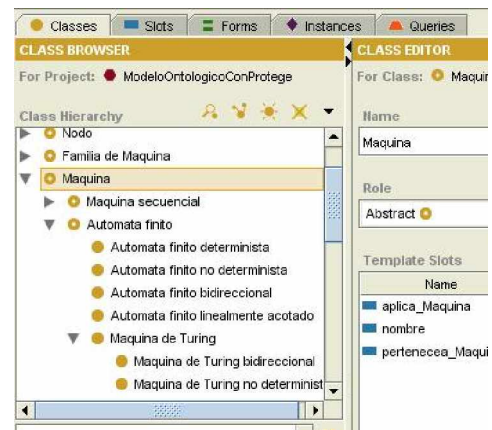 Classes Slots Forms Instances Queries
CLASS BROWSER
For Project: ModeloOntologicoConProtege
Class Hierarchy
Nodo
Familia de Maquina
Maquina
Maquina secuencial
Automata finito
Automata finito determinista
Automata finito no determinista
Automata finito bidireccional
Automata finito linealmente acotado
Maquina de Turing
Maquina de Turing bidireccional
Maquina de Turing no determinist
CLASS EDITOR
For Class: Maquin
Name
Maquina
Role
Abstract
Template Slots
Name
aplica_Maquina
nombre
pertenecea_Maqui